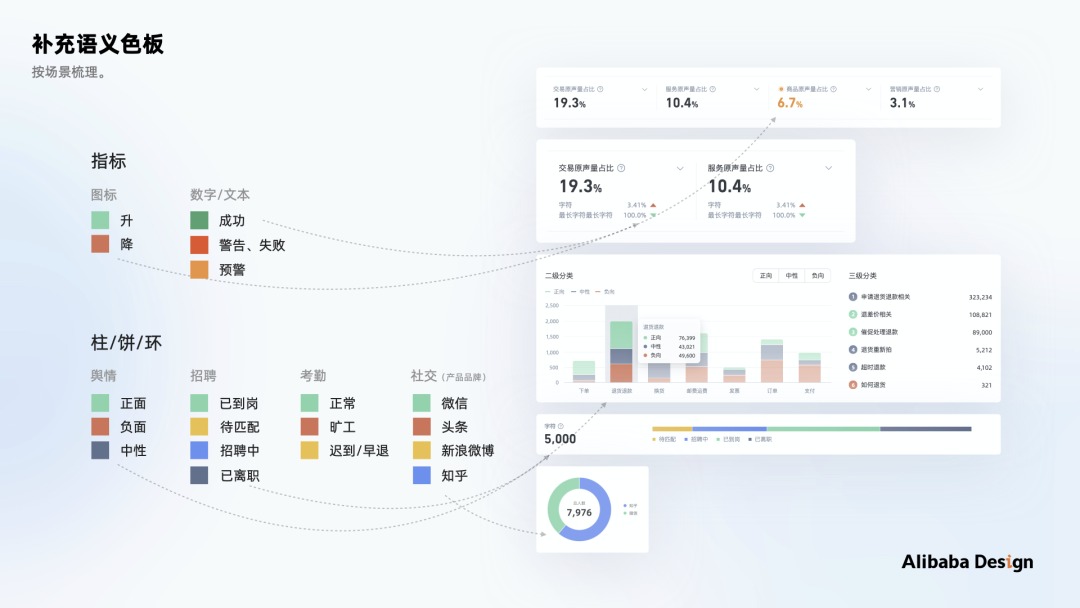 补充语义色板
按场景梳理。
指标
图标
升
降
数字/文本
成功
警告、失败
预警
柱/饼/环
舆情
正面
负面
中性
招聘
已到岗
待匹配
招聘中
已离职
考勤
正常
旷工
迟到/早退
社交（产品品牌）
微信
头条
新浪微博
知乎
交易原声量占比
19.3%
服务原声量占比
10.4%
商品原声量占比
6.7%
营销原声量占比
3.1%
交易原声量占比
19.3%
字符 3.41%
最长字符最长字符 100.0%
服务原声量占比
10.4%
字符 3.41%
最长字符最长字符 100.0%
二级分类
正向 中性 负向
正向 中性 负向
2,500
2,000
1,500
1,000
500
0
退货退款
正向 76,399
中性 43,021
负向 49,600
下单 退货退款 换货 邮费运费 发票 订单 支付
三级分类
1 申请退货退款相关 323,234
2 退差价相关 108,821
3 催促处理退款 89,000
4 退货重新拍 5,212
5 超时退款 4,102
6 如何退货 321
字符
5,000
待匹配 招聘中 已到岗 已离职
总人数
7,976
知乎
微信
Alibaba Design